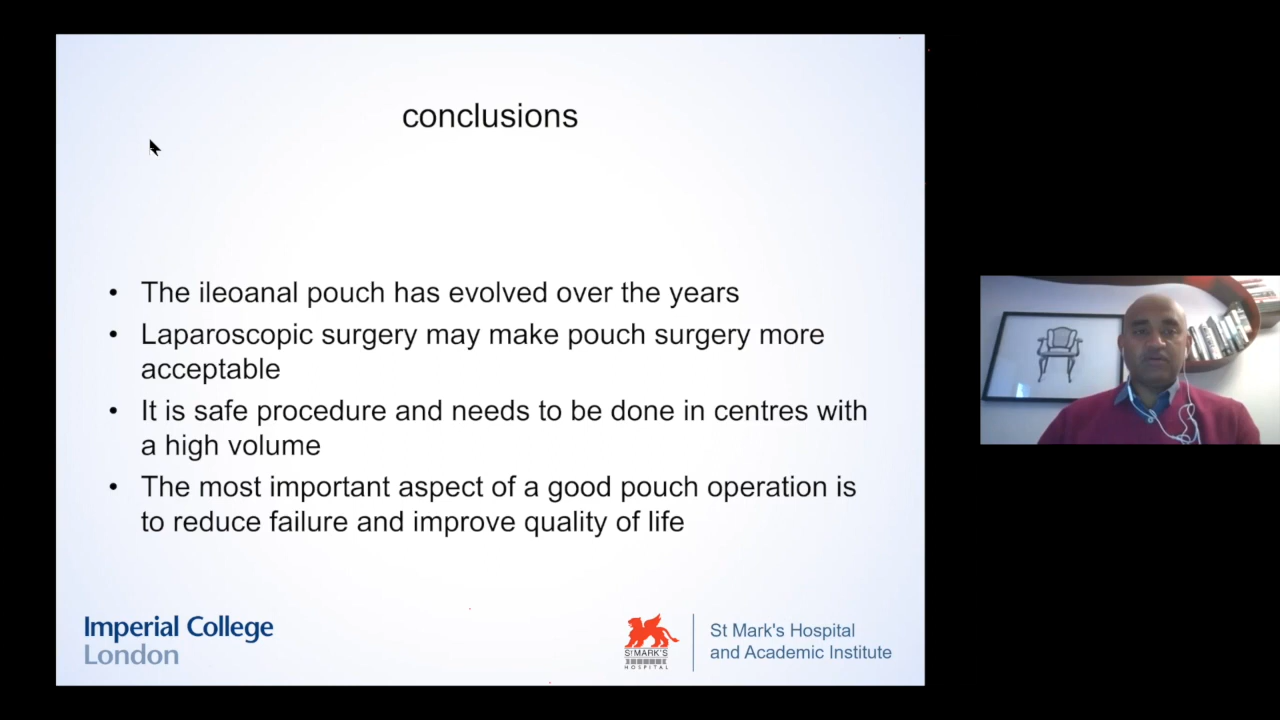 conclusions
• The ileoanal pouch has evolved over the years
• Laparoscopic surgery may make pouch surgery more
acceptable
• It is safe procedure and needs to be done in centres with
a high volume
• The most important aspect of a good pouch operation is
to reduce failure and improve quality of life
Imperial College
London
ST MARK'S
HOSPITAL
St Mark's Hospital
and Academic Institute